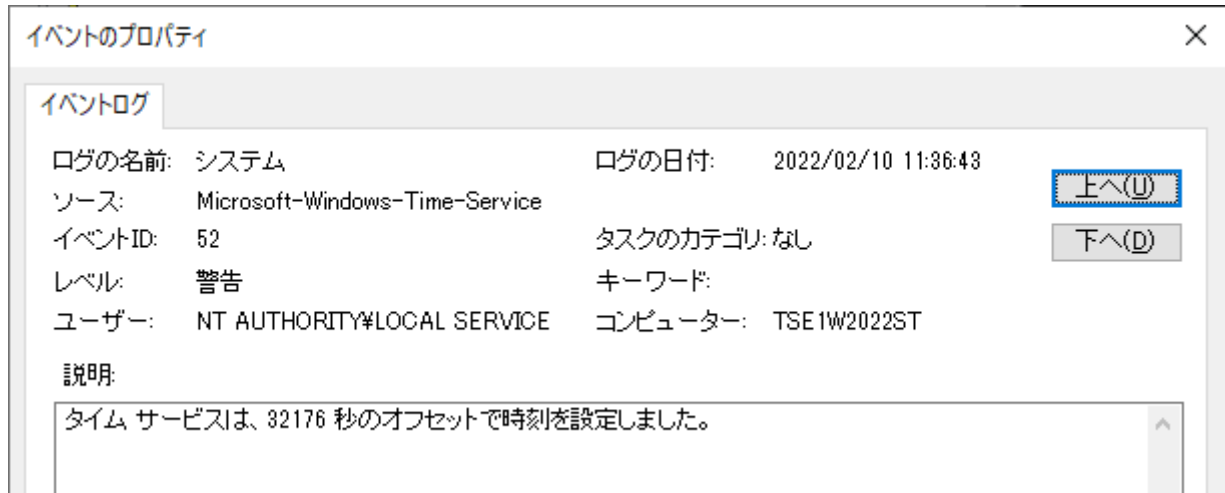 イベントのプロパティ
イベントログ
ログの名前: システム ログの日付: 2022/02/10 11:36:43
上へ(U)
ソース: Microsoft-Windows-Time-Service
イベントID: 52 タスクのカテゴリ: なし
下へ(D)
レベル: 警告 キーワード:
ユーザー: NT AUTHORITY¥LOCAL SERVICE コンピューター: TSE1W2022ST
説明:
タイム サービスは、32176 秒のオフセットで時刻を設定しました。